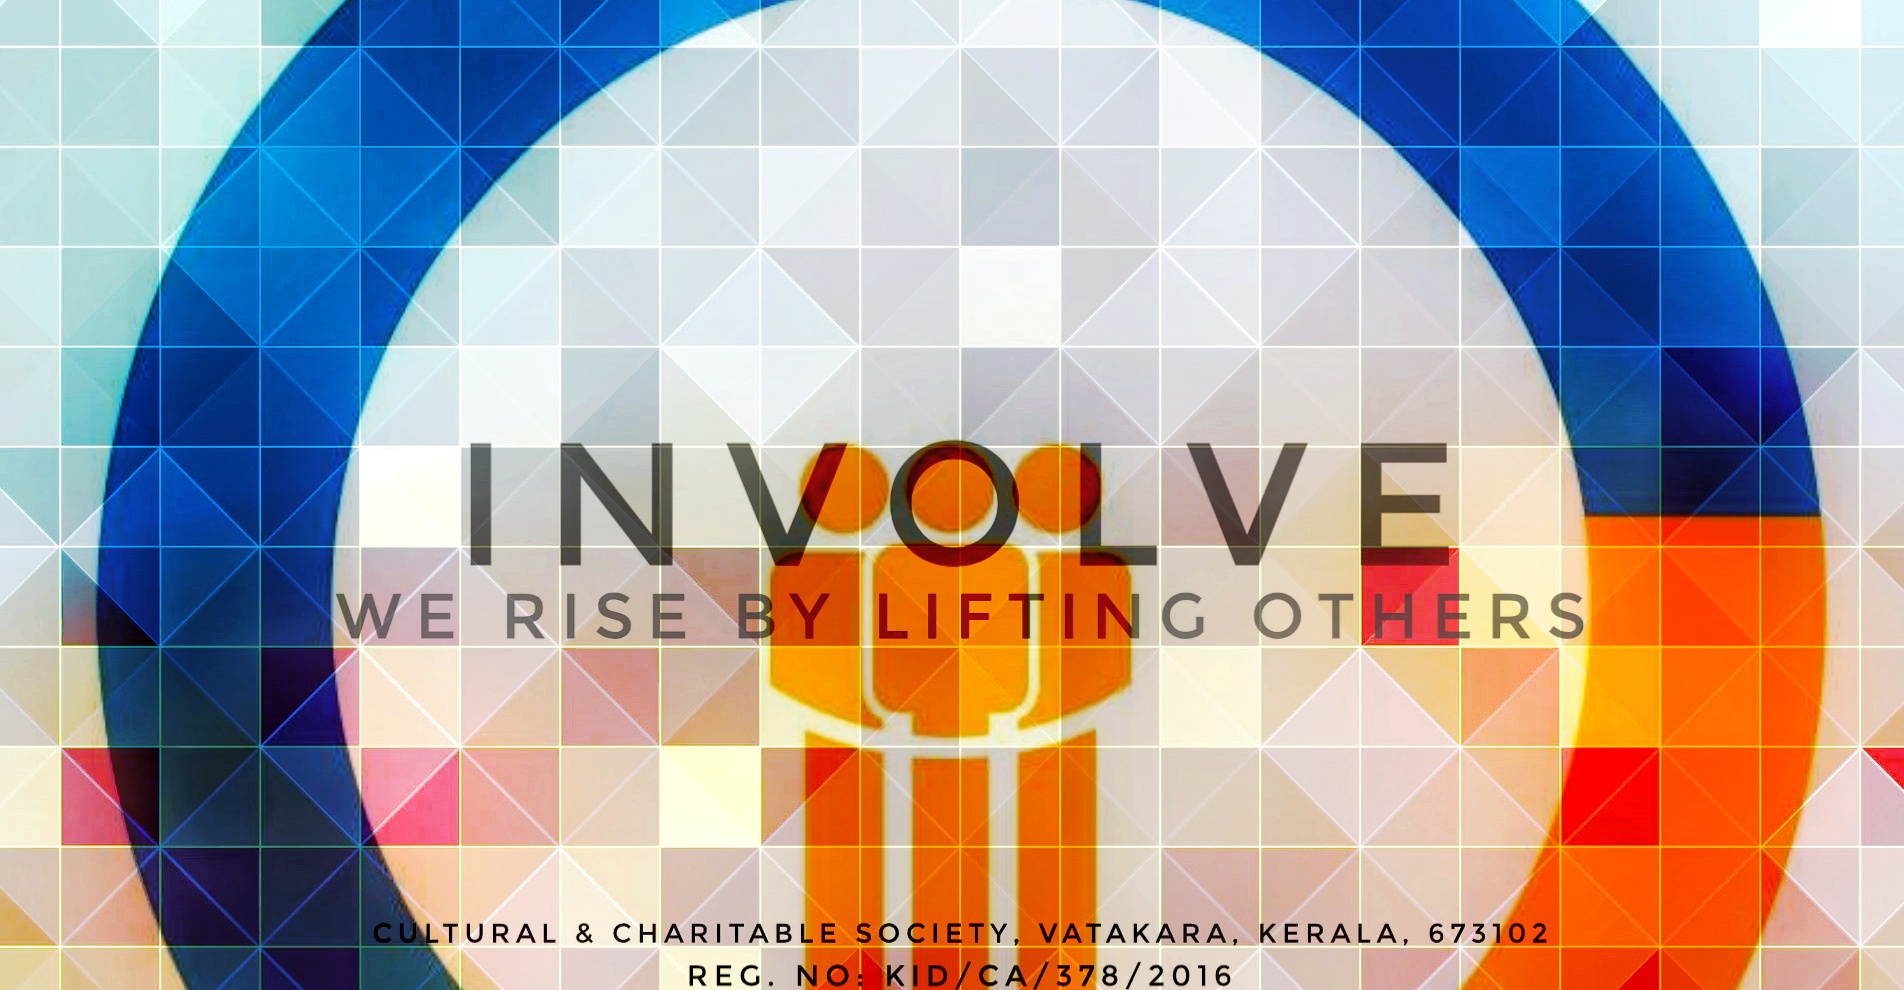 INVOLVE
WE RISE BY LIFTING OTHERS
CULTURAL & CHARITABLE SOCIETY, VATAKARA, KERALA, 673102
REG. NO: KID/CA/378/2016